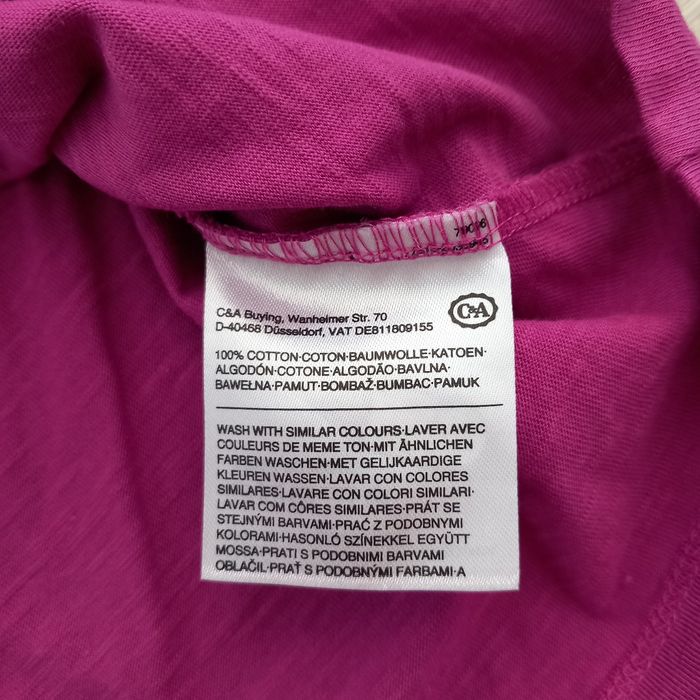 C&A Buying, Wanheimer Str. 70
D-40468 Düsseldorf, VAT DE811809155
C&A
100% COTTON·COTON·BAUMWOLLE·KATOEN·
ALGODÓN·COTONE·ALGODÃO·BAVLNA·
BAWEŁNA·PAMUT·BOMBAŽ·BUMBAC·PAMUK
WASH WITH SIMILAR COLOURS·LAVER AVEC
COULEURS DE MEME TON·MIT ÄHNLICHEN
FARBEN WASCHEN·MET GELIJKAARDIGE
KLEUREN WASSEN·LAVAR CON COLORES
SIMILARES·LAVARE CON COLORI SIMILARI·
LAVAR COM CÔRES SIMILARES·PRÁT SE
STEJNÝMI BARVAMI·PRAĆ Z PODOBNYMI
KOLORAMI·HASONLÓ SZÍNEKKEL EGYÜTT
MOSSA·PRATI S PODOBNIMI BARVAMI
OBLAČIL·PRAŤ S PODOBNÝMI FARBAMI·A